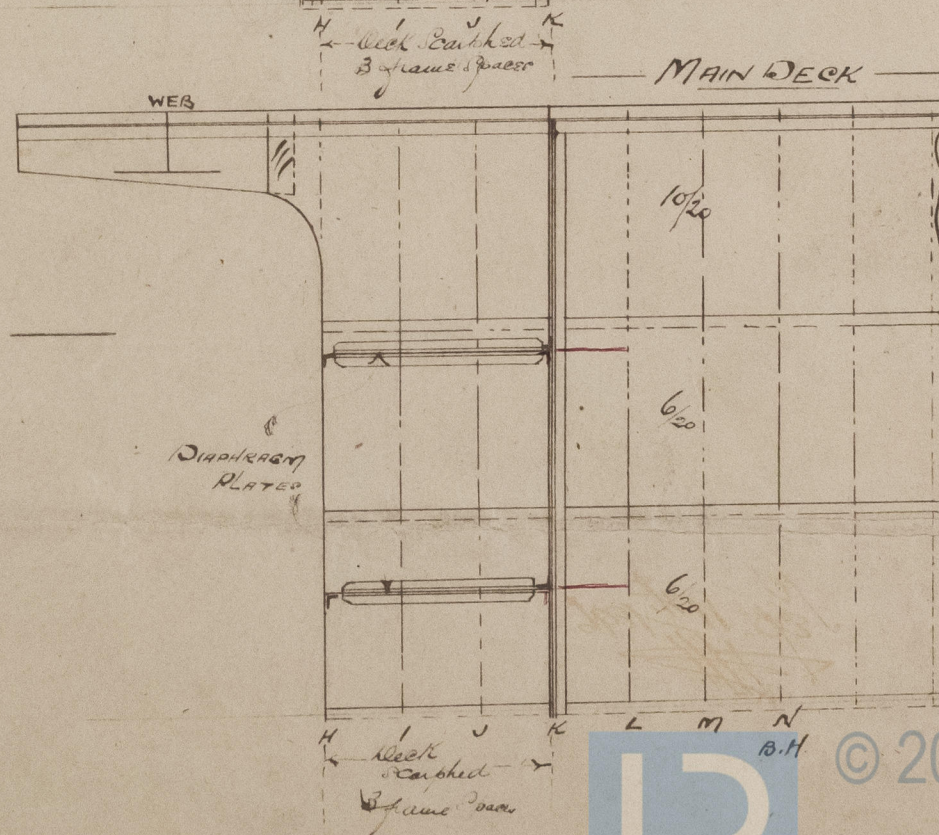 H I J K
Deck Scarphed
3 frame Spaces
MAIN DECK
WEB
10/20
6/20
DIAPHRAGM
PLATES
6/20
H I J K L M N
B.H
Deck
Scarphed
3 frame Spaces
© 20